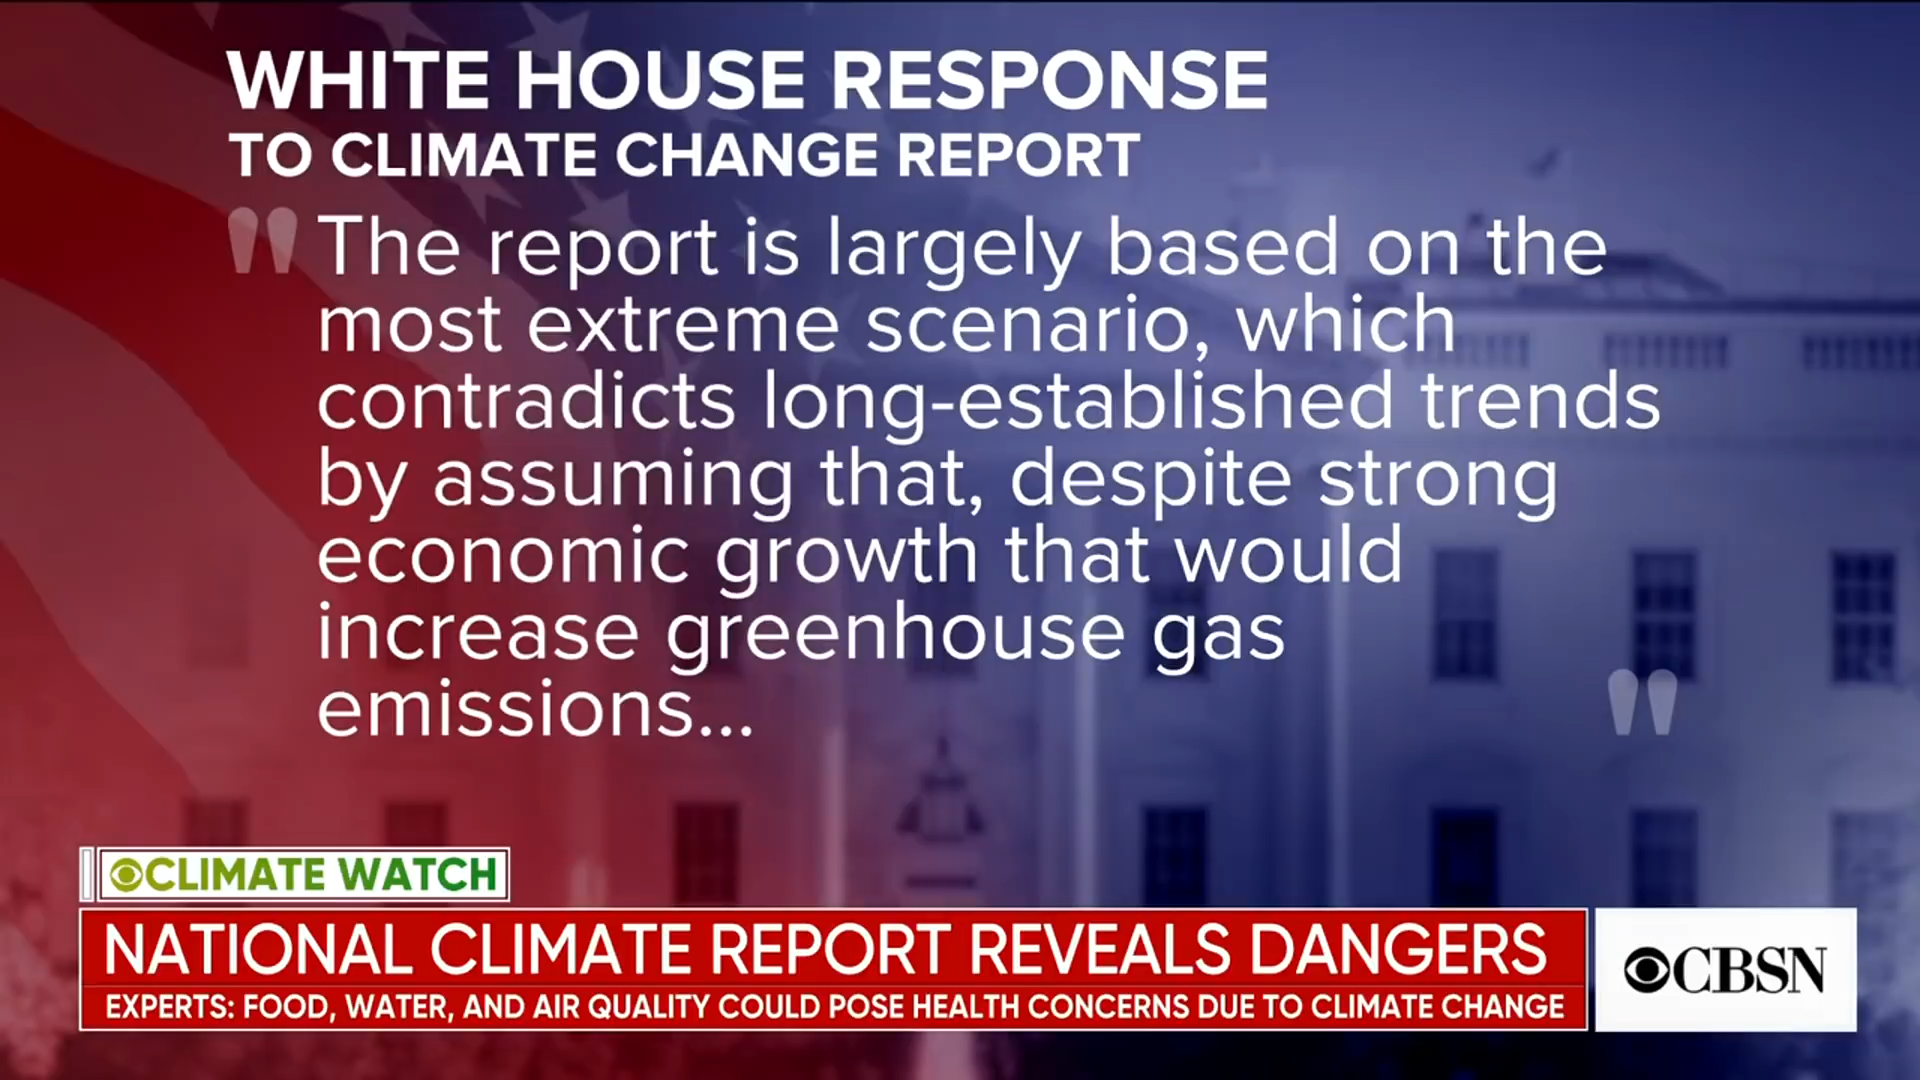 WHITE HOUSE RESPONSE
TO CLIMATE CHANGE REPORT
"The report is largely based on the
most extreme scenario, which
contradicts long-established trends
by assuming that, despite strong
economic growth that would
increase greenhouse gas
emissions..."
CLIMATE WATCH
NATIONAL CLIMATE REPORT REVEALS DANGERS
EXPERTS: FOOD, WATER, AND AIR QUALITY COULD POSE HEALTH CONCERNS DUE TO CLIMATE CHANGE
CBSN